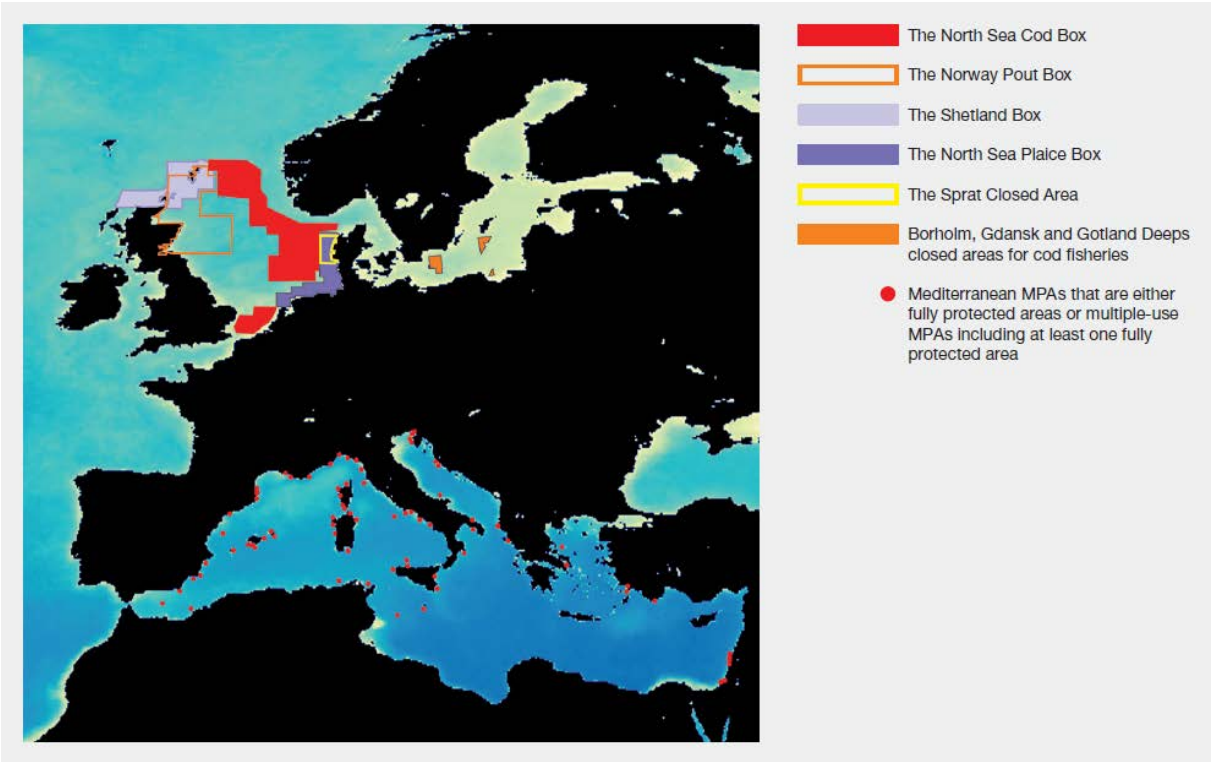 The North Sea Cod Box
The Norway Pout Box
The Shetland Box
The North Sea Plaice Box
The Sprat Closed Area
Borholm, Gdansk and Gotland Deeps
closed areas for cod fisheries
Mediterranean MPAs that are either
fully protected areas or multiple-use
MPAs including at least one fully
protected area